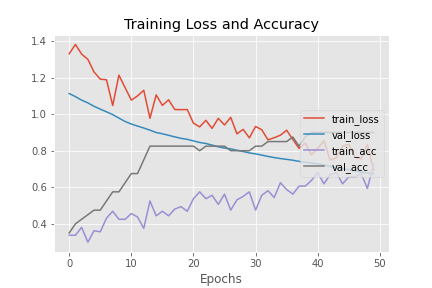 Training Loss and Accuracy
1.4
1.2
1.0
0.8
0.6
0.4
train_loss
val_loss
train_acc
val_acc
0 10 20 30 40 50
Epochs